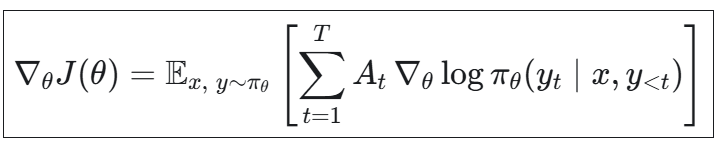 ∇_θ J(θ) = 𝔼_{x, y∼π_θ} [ ∑_{t=1}^{T} A_t ∇_θ log π_θ(y_t | x, y_{<t}) ]